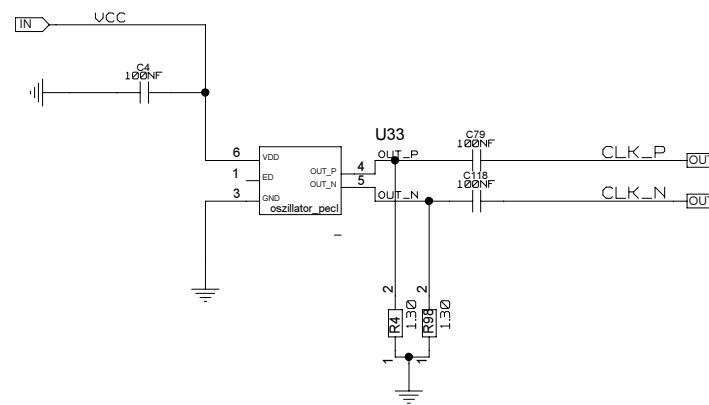 IN
VCC
C4
100NF
U33
C79
100NF
6
VDD
OUT_P
4
OUT_P
CLK_P
OUT
1
ED
C118
100NF
OUT_N
5
OUT_N
CLK_N
OUT
3
GND
oszillator_pecl
2
2
R4
130
R98
130
1
1